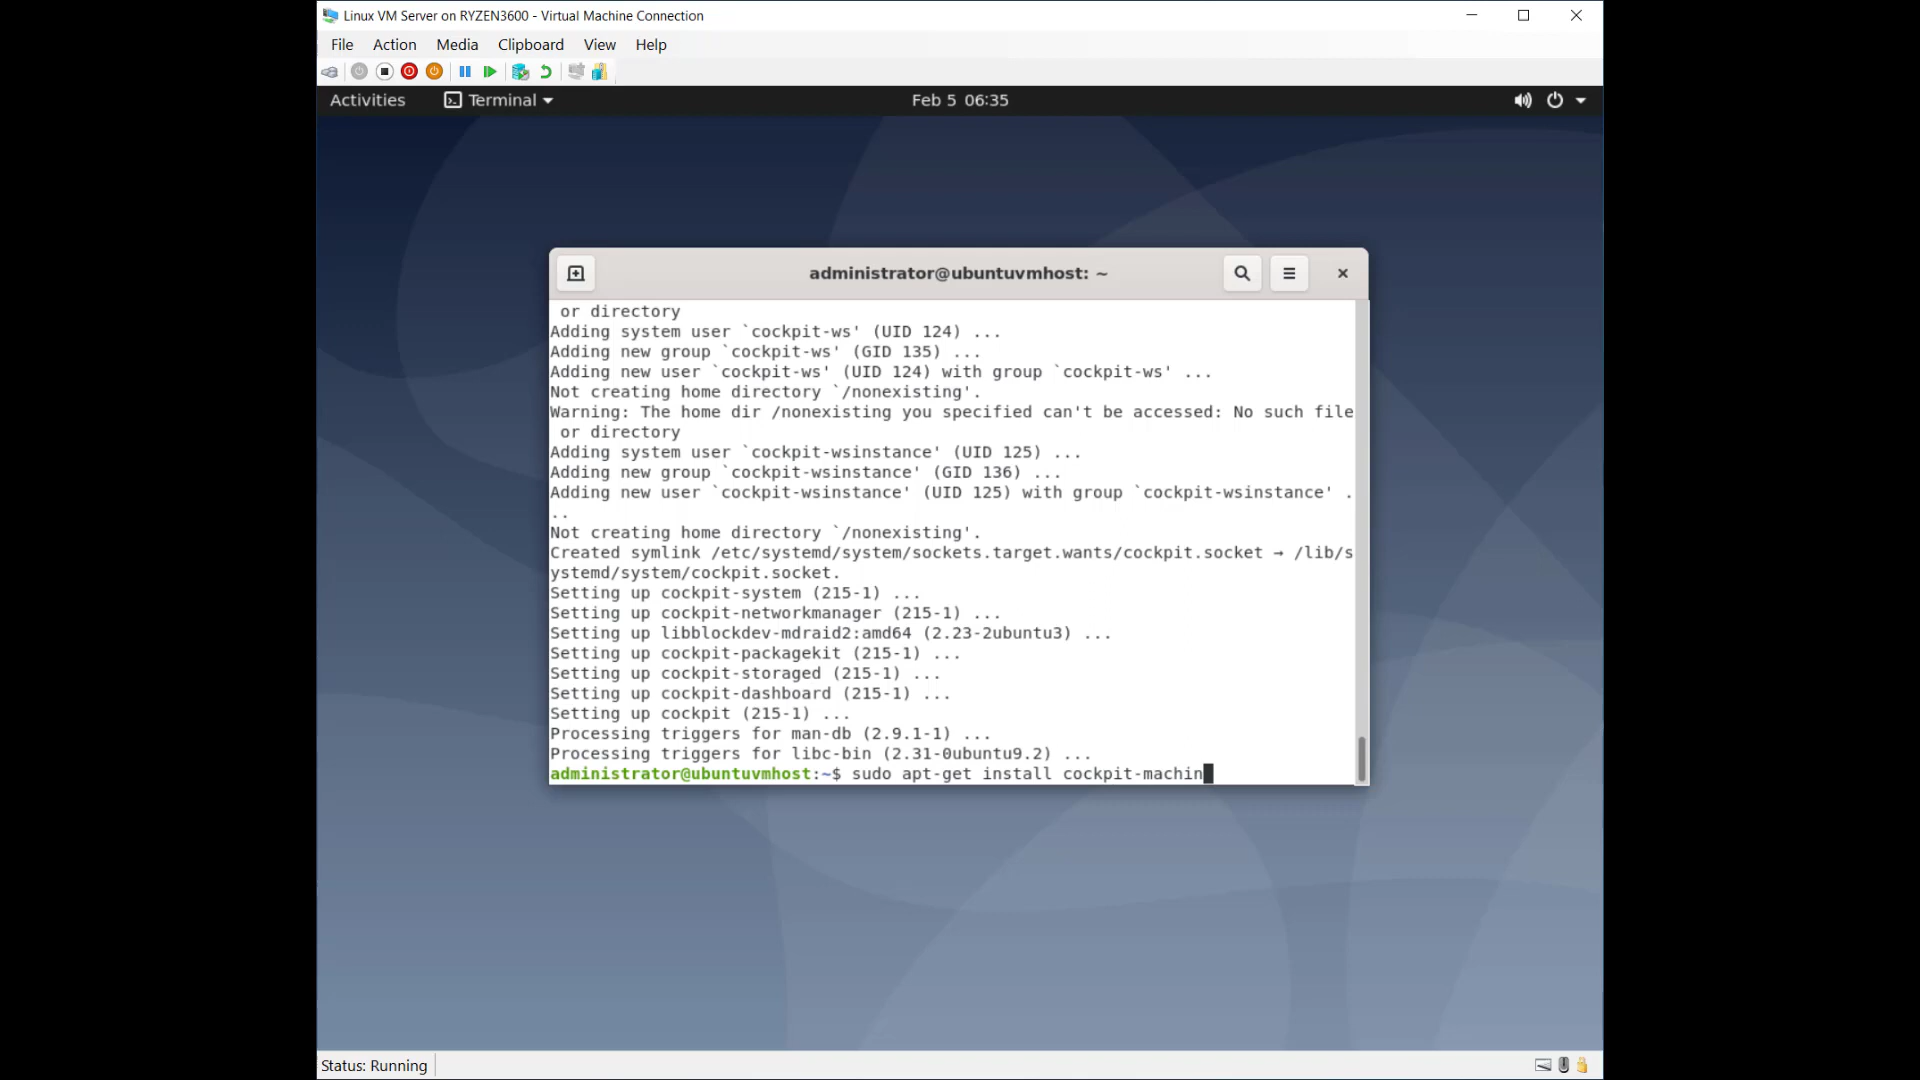 Linux VM Server on RYZEN3600 - Virtual Machine Connection
File Action Media Clipboard View Help
Activities Terminal Feb 5 06:35
administrator@ubuntuvmhost: ~
or directory
Adding system user `cockpit-ws' (UID 124) ...
Adding new group `cockpit-ws' (GID 135) ...
Adding new user `cockpit-ws' (UID 124) with group `cockpit-ws' ...
Not creating home directory `/nonexisting'.
Warning: The home dir /nonexisting you specified can't be accessed: No such file
or directory
Adding system user `cockpit-wsinstance' (UID 125) ...
Adding new group `cockpit-wsinstance' (GID 136) ...
Adding new user `cockpit-wsinstance' (UID 125) with group `cockpit-wsinstance' .
..
Not creating home directory `/nonexisting'.
Created symlink /etc/systemd/system/sockets.target.wants/cockpit.socket → /lib/s
ystemd/system/cockpit.socket.
Setting up cockpit-system (215-1) ...
Setting up cockpit-networkmanager (215-1) ...
Setting up libblockdev-mdraid2:amd64 (2.23-2ubuntu3) ...
Setting up cockpit-packagekit (215-1) ...
Setting up cockpit-storaged (215-1) ...
Setting up cockpit-dashboard (215-1) ...
Setting up cockpit (215-1) ...
Processing triggers for man-db (2.9.1-1) ...
Processing triggers for libc-bin (2.31-0ubuntu9.2) ...
administrator@ubuntuvmhost:~$ sudo apt-get install cockpit-machin
Status: Running